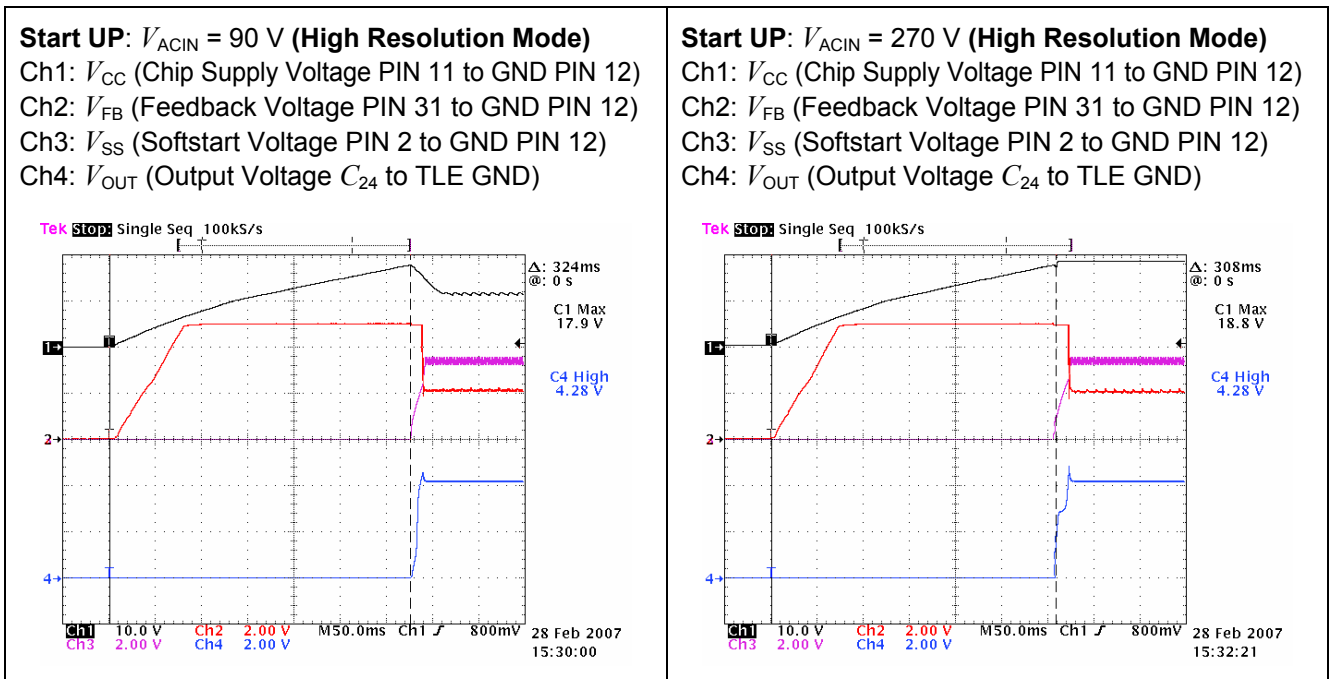 Start UP: VACIN = 90 V (High Resolution Mode)
Ch1: VCC (Chip Supply Voltage PIN 11 to GND PIN 12)
Ch2: VFB (Feedback Voltage PIN 31 to GND PIN 12)
Ch3: VSS (Softstart Voltage PIN 2 to GND PIN 12)
Ch4: VOUT (Output Voltage C24 to TLE GND)
Tek Stop: Single Seq 100kS/s
Δ: 324ms
@: 0 s
C1 Max
17.9 V
C4 High
4.28 V
T
1
2
4
Ch1 10.0 V Ch2 2.00 V M50.0ms Ch1 800mV
Ch3 2.00 V Ch4 2.00 V
28 Feb 2007
15:30:00
Start UP: VACIN = 270 V (High Resolution Mode)
Ch1: VCC (Chip Supply Voltage PIN 11 to GND PIN 12)
Ch2: VFB (Feedback Voltage PIN 31 to GND PIN 12)
Ch3: VSS (Softstart Voltage PIN 2 to GND PIN 12)
Ch4: VOUT (Output Voltage C24 to TLE GND)
Tek Stop: Single Seq 100kS/s
Δ: 308ms
@: 0 s
C1 Max
18.8 V
C4 High
4.28 V
1
2
4
Ch1 10.0 V Ch2 2.00 V M50.0ms Ch1 800mV
Ch3 2.00 V Ch4 2.00 V
28 Feb 2007
15:32:21